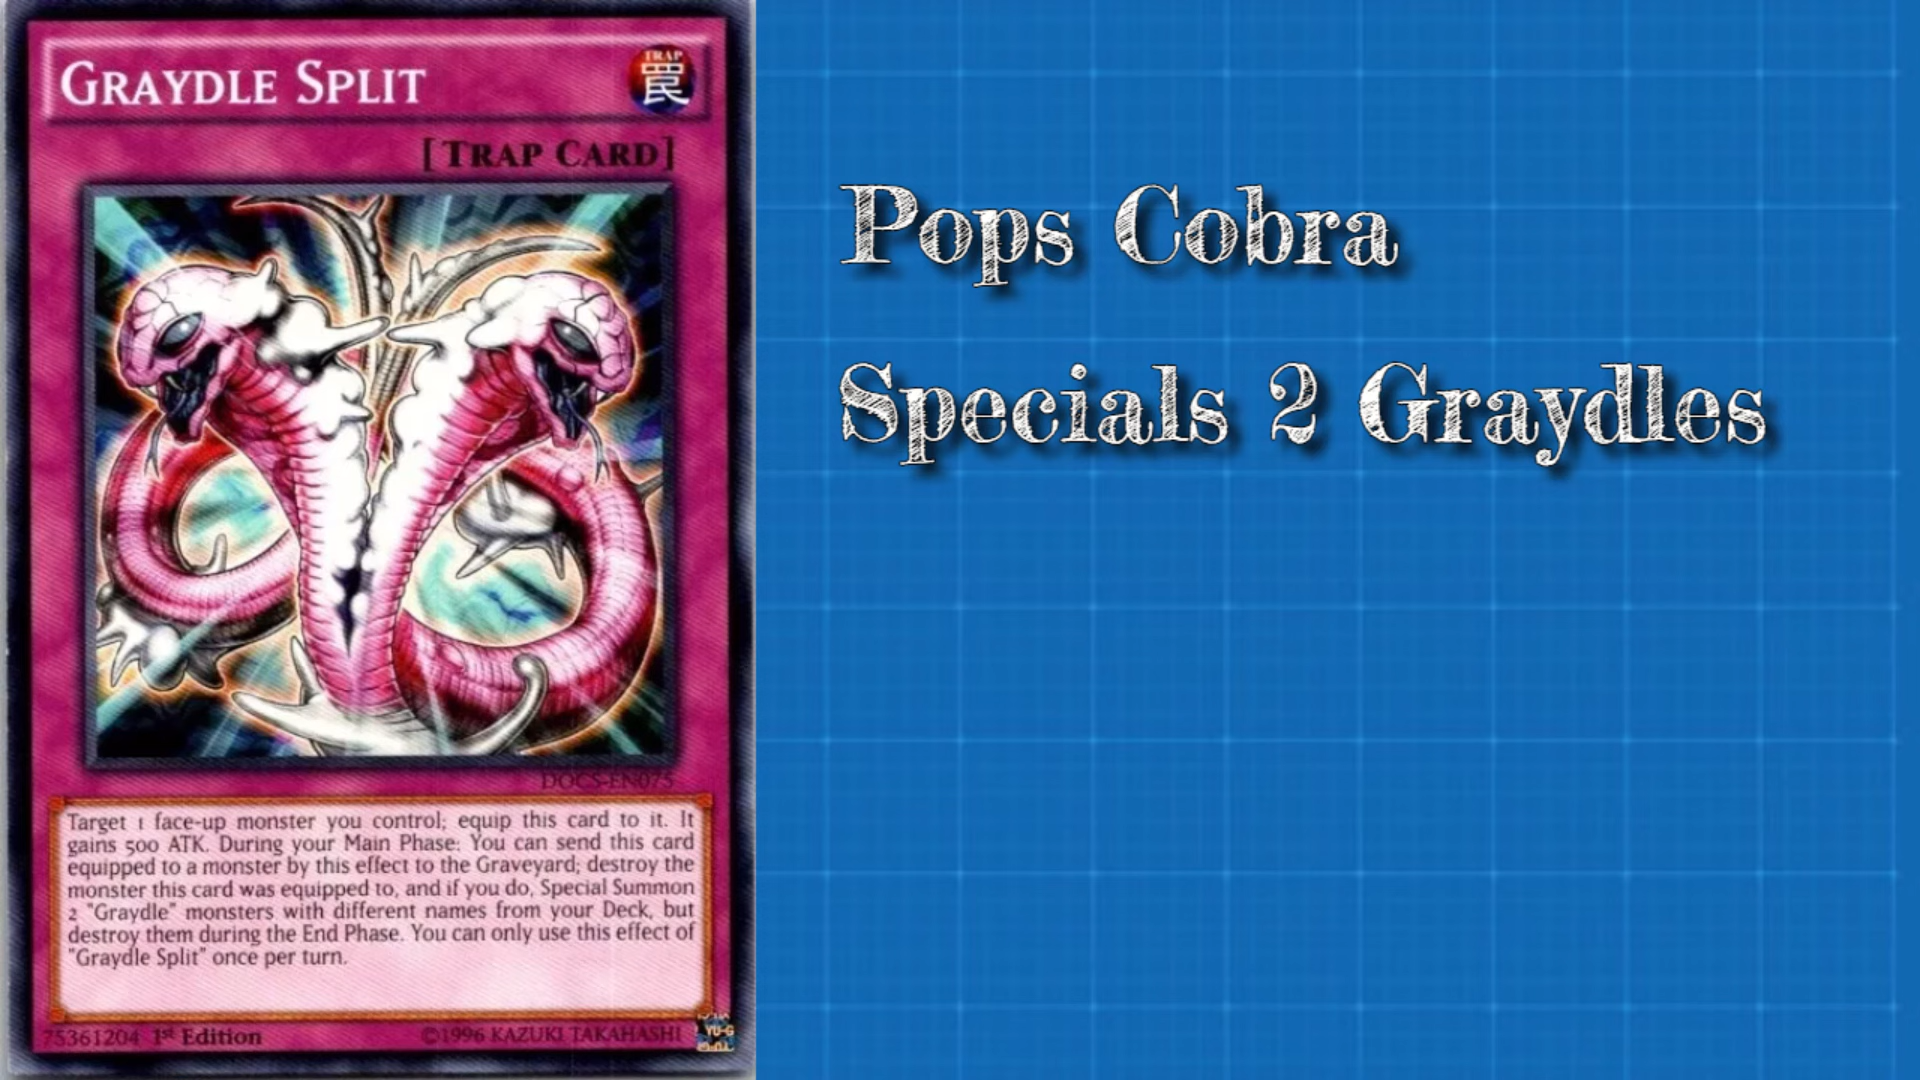 GRAYDLE SPLIT
TRAP
罠
[TRAP CARD]
Pops Cobra
Specials 2 Graydles
DOCS-EN075
Target 1 face-up monster you control; equip this card to it. It
gains 500 ATK. During your Main Phase: You can send this card
equipped to a monster by this effect to the Graveyard; destroy the
monster this card was equipped to, and if you do, Special Summon
2 "Graydle" monsters with different names from your Deck, but
destroy them during the End Phase. You can only use this effect of
"Graydle Split" once per turn.
75361204 1st Edition
©1996 KAZUKI TAKAHASHI